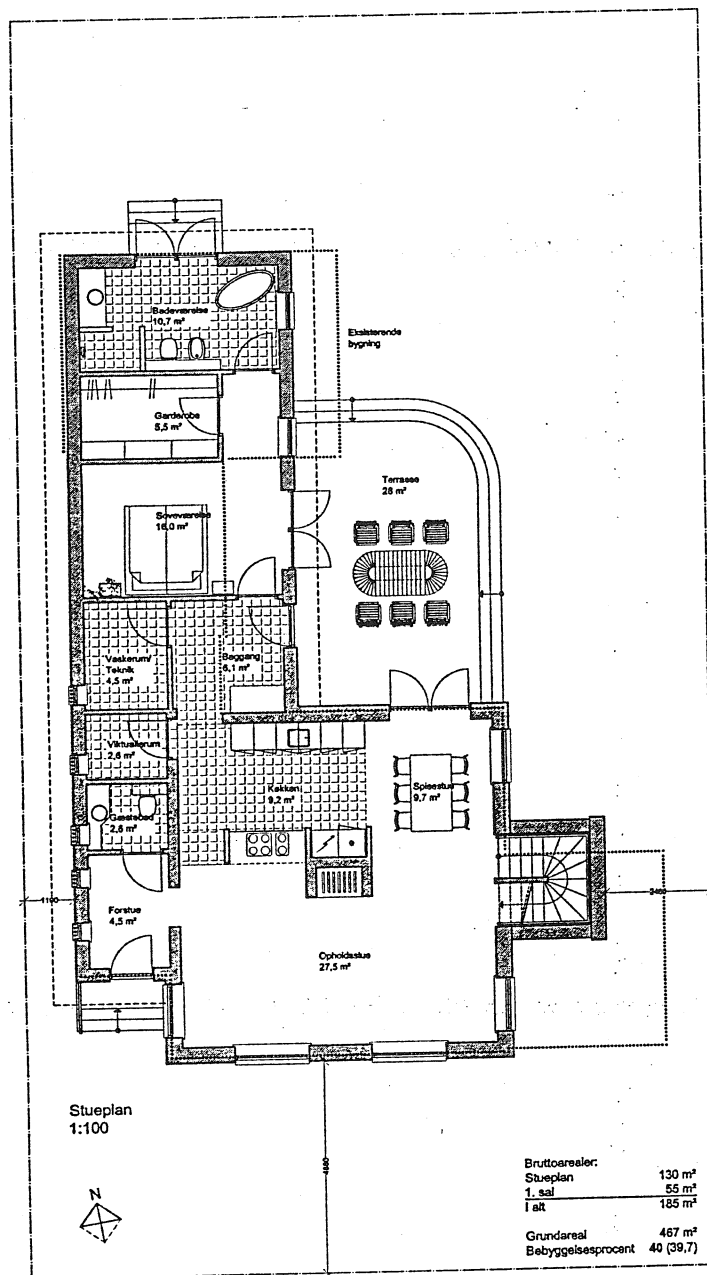 Badeværelse
10,7 m²
Eksisterende
bygning
Garderobe
5,5 m²
Terrasse
28 m²
Soveværelse
16,0 m²
Vaskerum/
Teknik
4,5 m²
Baggang
6,1 m²
Viktualierum
2,6 m²
Køkken
9,2 m²
Spisestue
9,7 m²
Gæstebad
2,6 m²
Forstue
4,5 m²
Opholdsstue
27,5 m²
Stueplan
1:100
N
Bruttoarealer:
Stueplan 130 m²
1. sal 55 m²
I alt 185 m²
Grundareal 467 m²
Bebyggelsesprocent 40 (39,7)